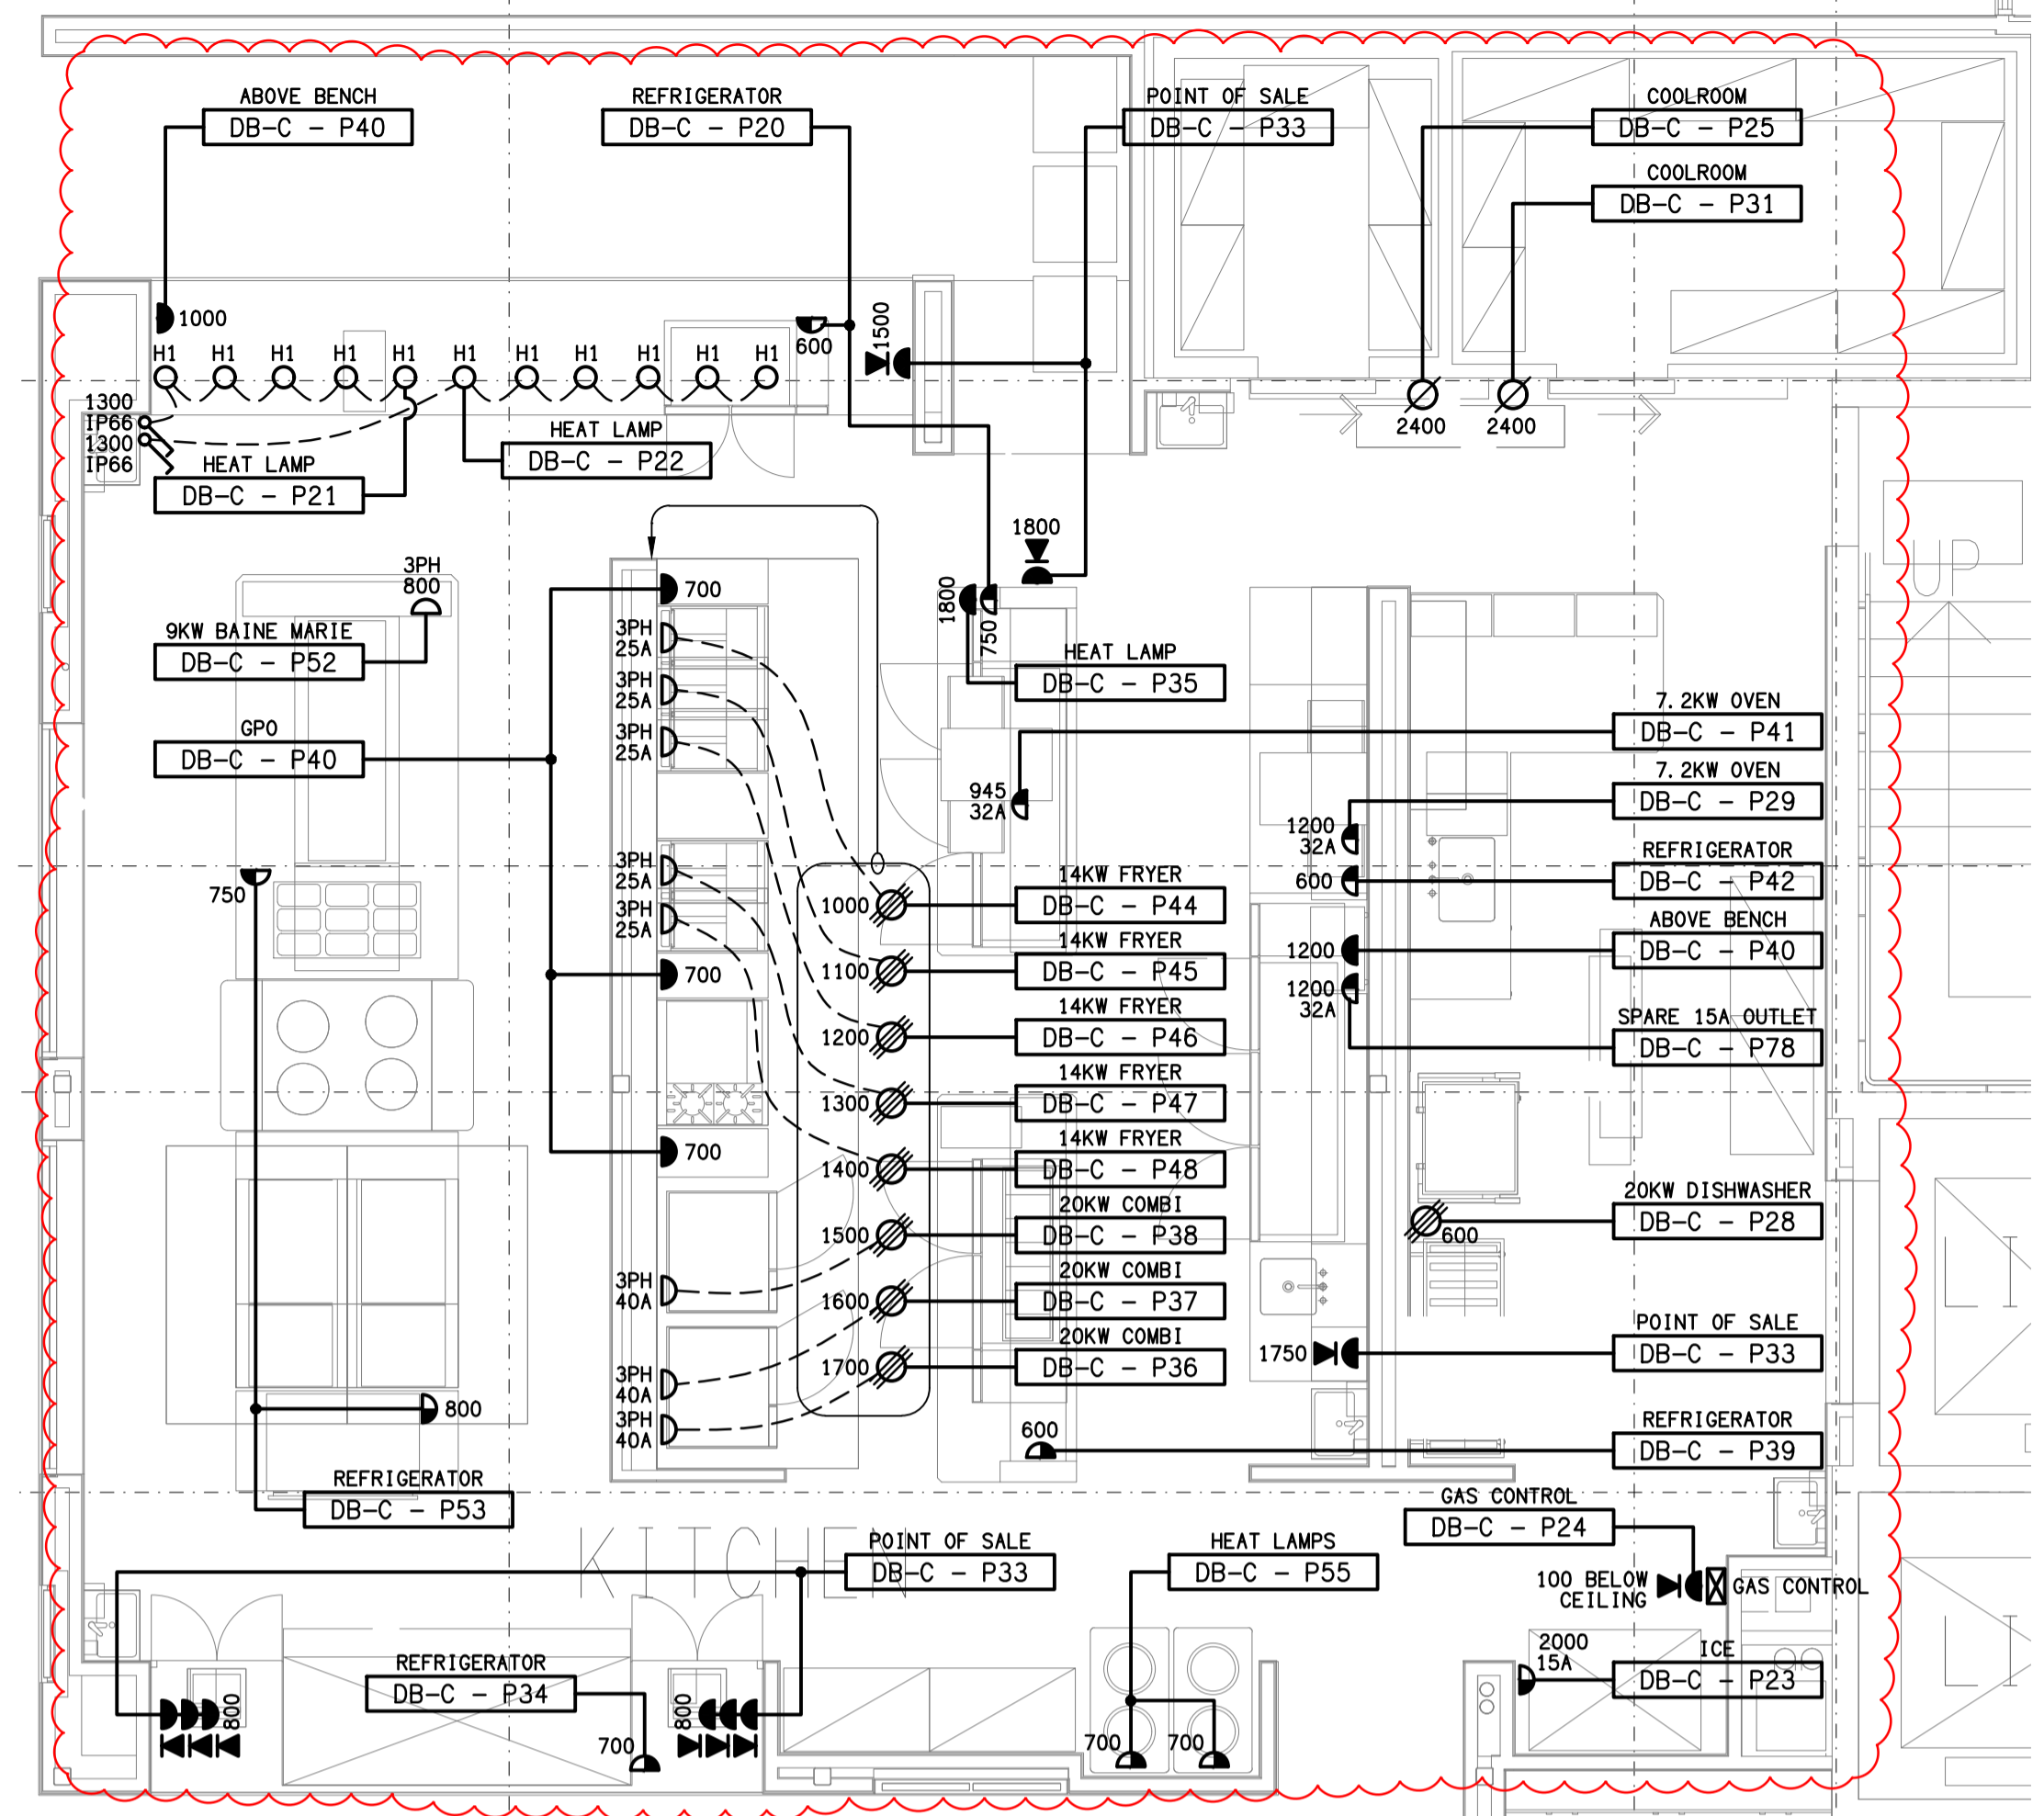 ABOVE BENCH
DB-C - P40
REFRIGERATOR
DB-C - P20
POINT OF SALE
DB-C - P33
COOLROOM
DB-C - P25
COOLROOM
DB-C - P31
1000
600
1500
H1 H1 H1 H1 H1 H1 H1 H1 H1 H1 H1
1300
IP66
1300
IP66
2400
2400
HEAT LAMP
DB-C - P22
HEAT LAMP
DB-C - P21
1800
UP
3PH
800
700
1800
750
9KW BAINE MARIE
DB-C - P52
3PH
25A
3PH
25A
3PH
25A
HEAT LAMP
DB-C - P35
GPO
DB-C - P40
7.2KW OVEN
DB-C - P41
945
32A
7.2KW OVEN
DB-C - P29
1200
32A
REFRIGERATOR
600
DB-C - P42
750
3PH
25A
3PH
25A
1000
14KW FRYER
DB-C - P44
ABOVE BENCH
1200
DB-C - P40
700
1100
14KW FRYER
DB-C - P45
1200
32A
SPARE 15A OUTLET
DB-C - P78
1200
14KW FRYER
DB-C - P46
1300
14KW FRYER
DB-C - P47
700
1400
14KW FRYER
DB-C - P48
20KW DISHWASHER
DB-C - P28
600
1500
20KW COMBI
DB-C - P38
3PH
40A
1600
20KW COMBI
DB-C - P37
3PH
40A
1700
20KW COMBI
DB-C - P36
1750
POINT OF SALE
DB-C - P33
800
3PH
40A
600
REFRIGERATOR
DB-C - P39
REFRIGERATOR
DB-C - P53
GAS CONTROL
DB-C - P24
KITCHEN
POINT OF SALE
DB-C - P33
HEAT LAMPS
DB-C - P55
100 BELOW
CEILING
GAS CONTROL
REFRIGERATOR
DB-C - P34
2000
15A
ICE
DB-C - P23
800
800
700
700
700